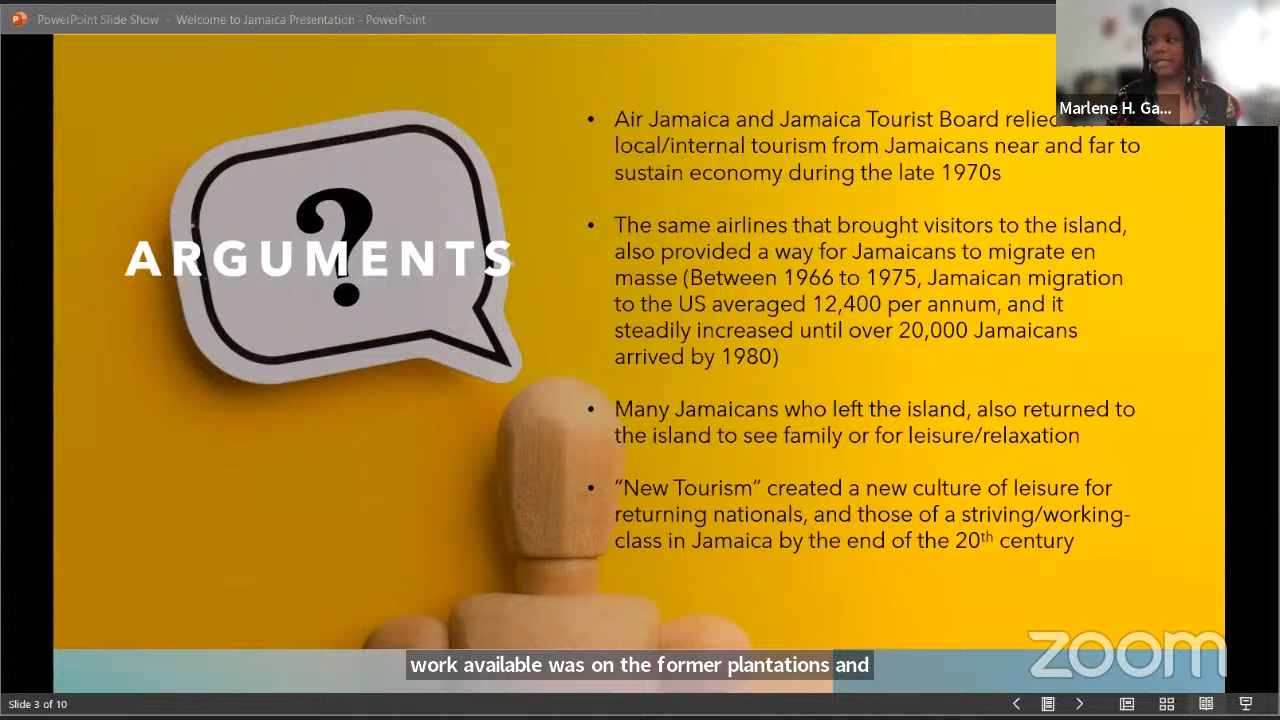 PowerPoint Slide Show - Welcome to Jamaica Presentation - PowerPoint
Marlene H. Ga...
ARGUMENTS
?
• Air Jamaica and Jamaica Tourist Board relied
local/internal tourism from Jamaicans near and far to
sustain economy during the late 1970s
• The same airlines that brought visitors to the island,
also provided a way for Jamaicans to migrate en
masse (Between 1966 to 1975, Jamaican migration
to the US averaged 12,400 per annum, and it
steadily increased until over 20,000 Jamaicans
arrived by 1980)
• Many Jamaicans who left the island, also returned to
the island to see family or for leisure/relaxation
• “New Tourism” created a new culture of leisure for
returning nationals, and those of a striving/working-
class in Jamaica by the end of the 20th century
zoom
work available was on the former plantations and
Slide 3 of 10